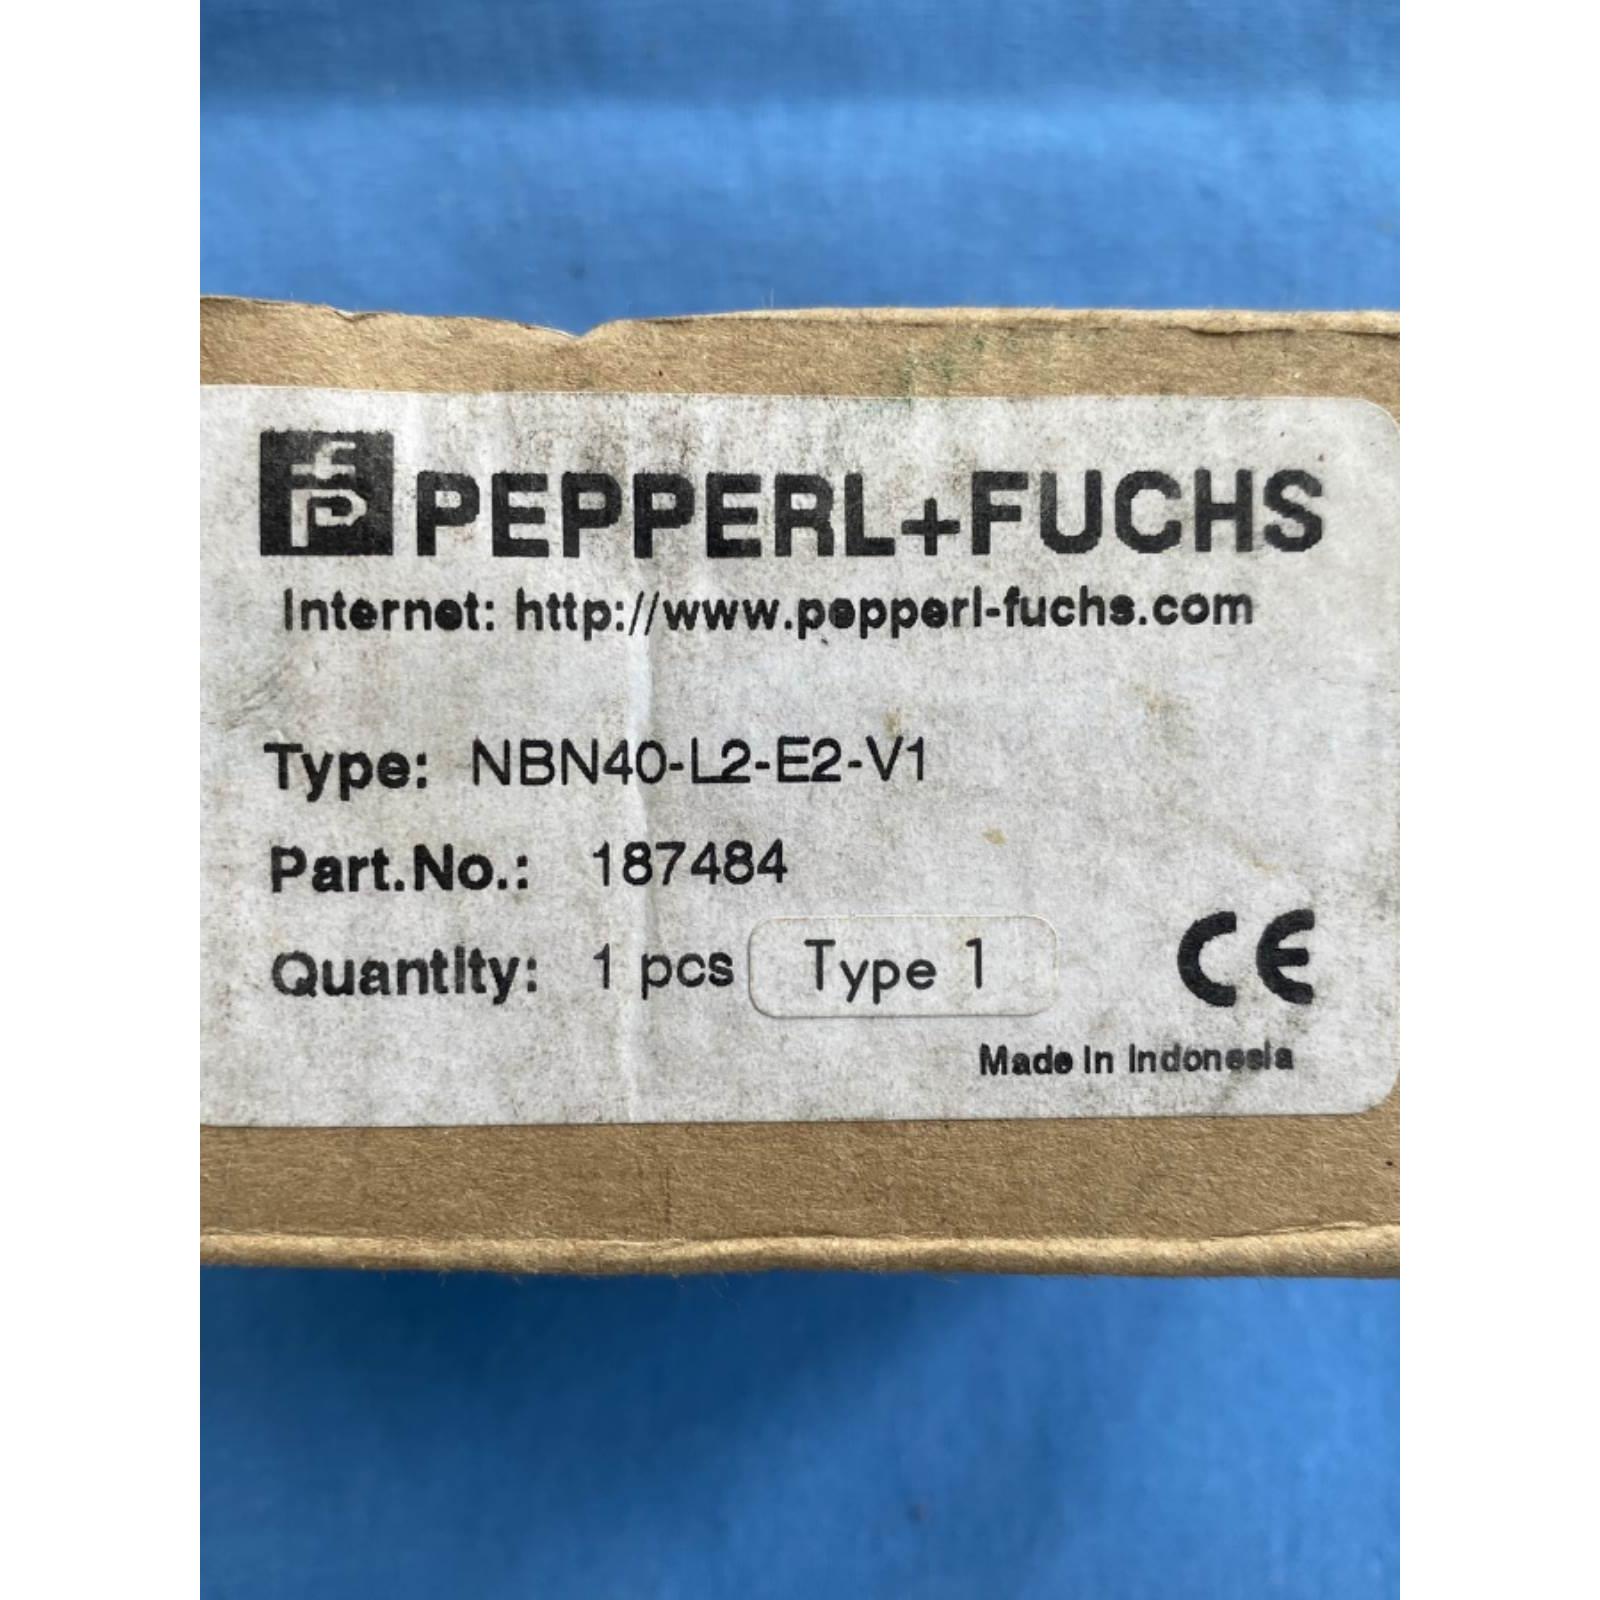 fp PEPPERL+FUCHS
Internet: http://www.pepperl-fuchs.com
Type: NBN40-L2-E2-V1
Part.No.: 187484
Quantity: 1 pcs Type 1
CE
Made in Indonesia